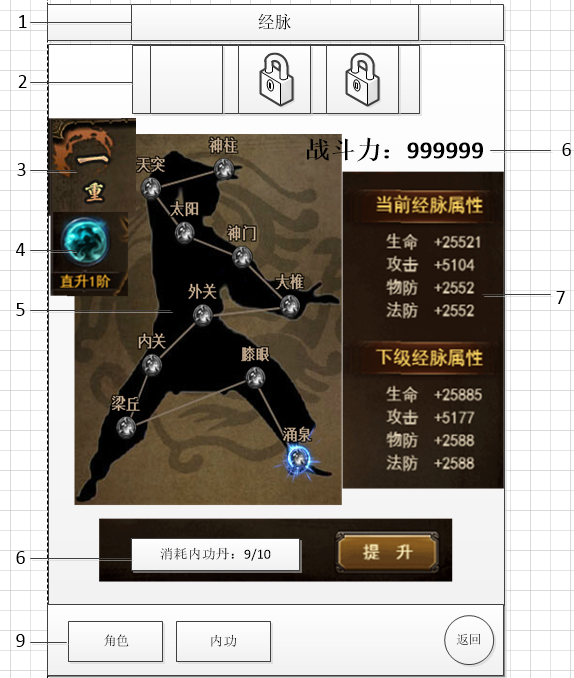 1
经脉
2
战斗力：999999
6
3
一
重
4
直升1阶
5
神柱
天突
太阳
神门
大椎
外关
内关
膝眼
梁丘
涌泉
当前经脉属性
生命 +25521
攻击 +5104
物防 +2552
法防 +2552
7
下级经脉属性
生命 +25885
攻击 +5177
物防 +2588
法防 +2588
6
消耗内功丹：9/10
提 升
9
角色
内功
返回